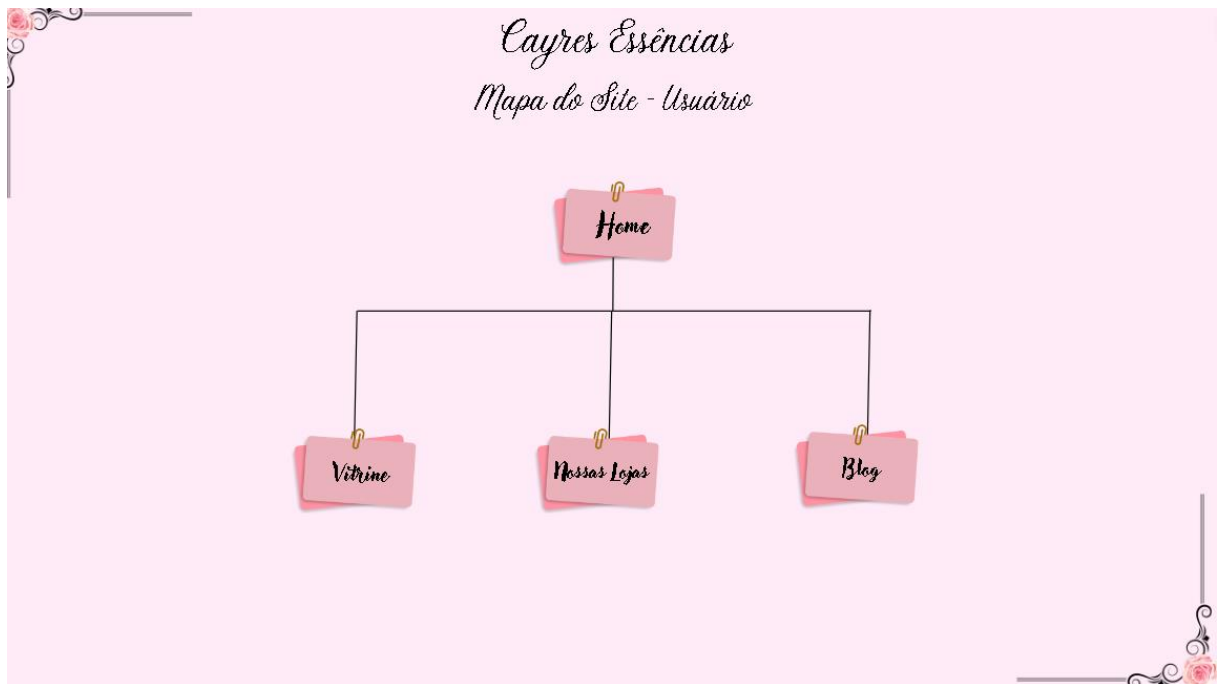 Cayres Essências
Mapa do Site - Usuário
Home
Vitrine
Nossas Lojas
Blog